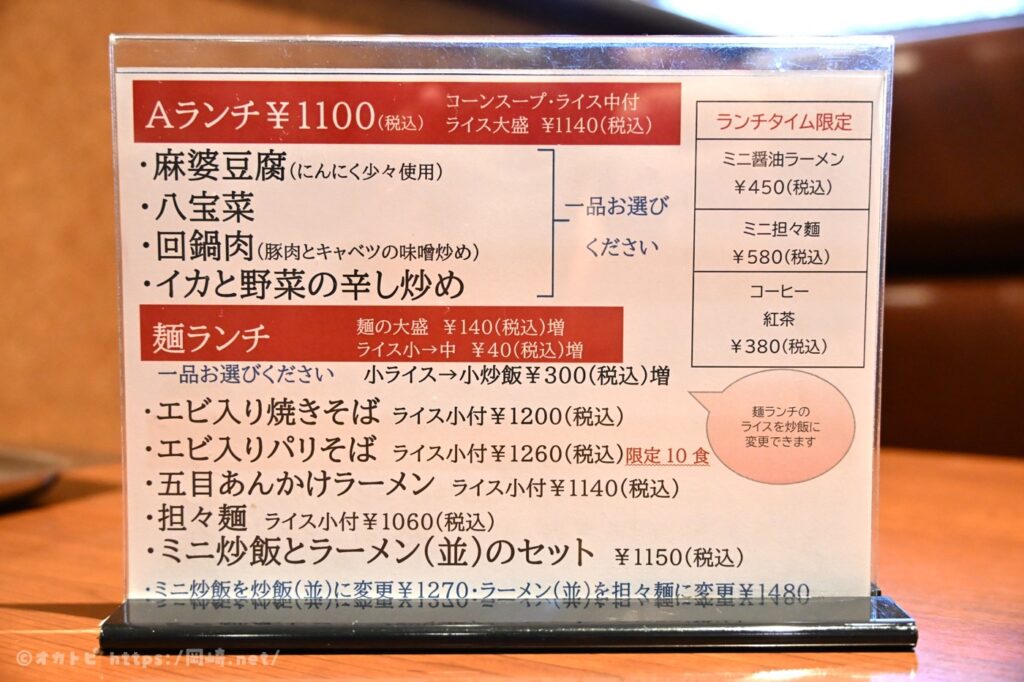 Aランチ￥1100(税込)
コーンスープ・ライス中付
ライス大盛 ￥1140(税込)
・麻婆豆腐(にんにく少々使用)
・八宝菜
・回鍋肉(豚肉とキャベツの味噌炒め)
・イカと野菜の辛し炒め
一品お選び
ください
麺ランチ
麺の大盛 ￥140(税込)増
ライス小→中 ￥40(税込)増
一品お選びください 小ライス→小炒飯￥300(税込)増
・エビ入り焼きそば ライス小付￥1200(税込)
・エビ入りパリそば ライス小付￥1260(税込)限定10食
・五目あんかけラーメン ライス小付￥1140(税込)
・担々麺 ライス小付￥1060(税込)
・ミニ炒飯とラーメン(並)のセット ￥1150(税込)
・ミニ炒飯を炒飯(並)に変更￥1270・ラーメン(並)を担々麺に変更￥1480
ランチタイム限定
ミニ醤油ラーメン
￥450(税込)
ミニ担々麺
￥580(税込)
コーヒー
紅茶
￥380(税込)
麺ランチの
ライスを炒飯に
変更できます
©オカトピ https:/岡崎.net/